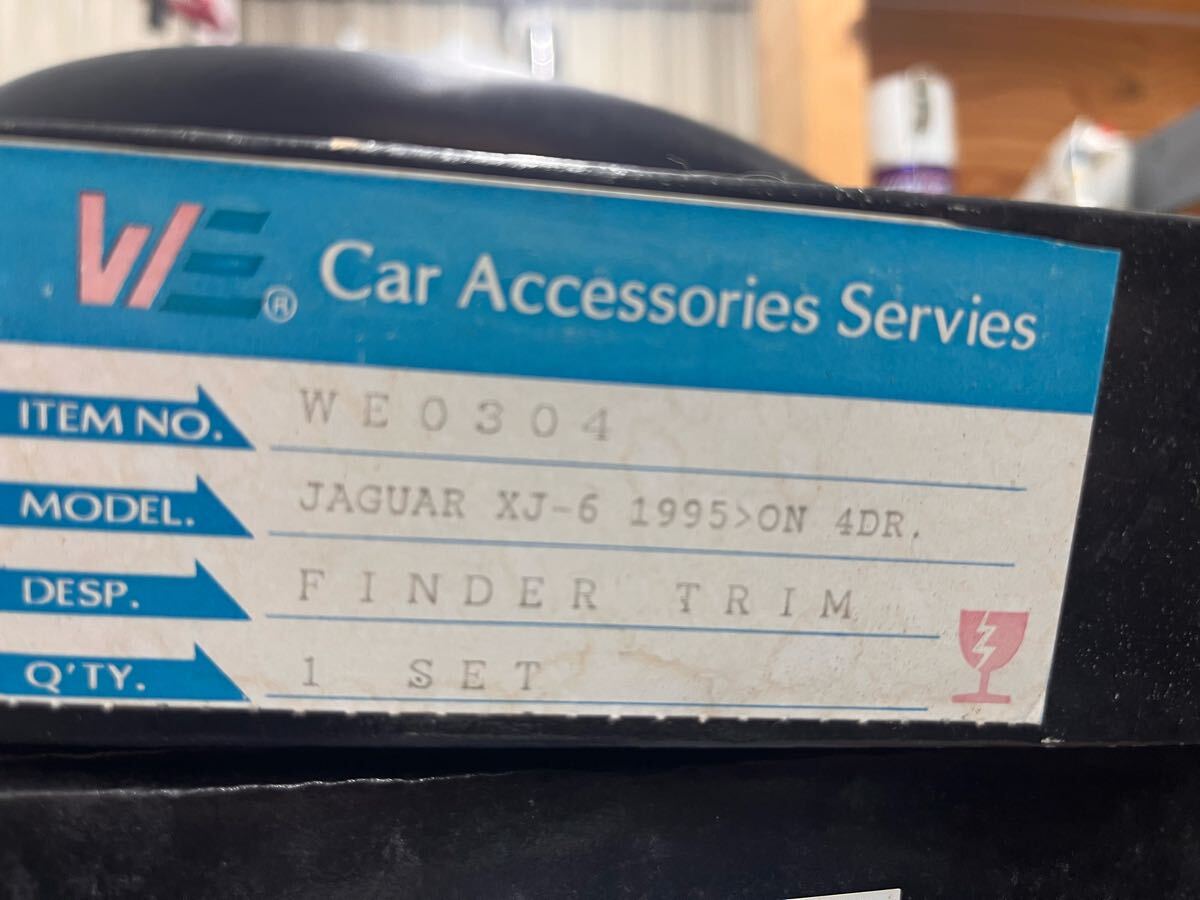 WE® Car Accessories Servies
ITEM NO. WE0304
MODEL. JAGUAR XJ-6 1995>ON 4DR.
DESP. FINDER TRIM
Q'TY. 1 SET